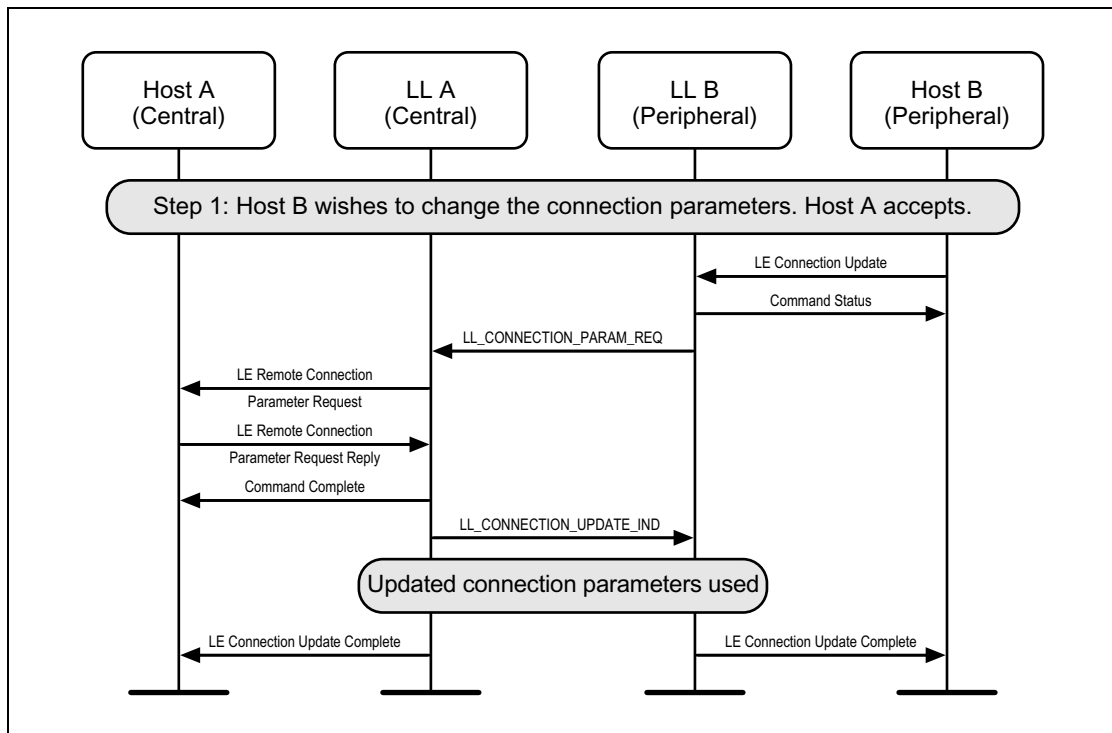 Host A
(Central)
LL A
(Central)
LL B
(Peripheral)
Host B
(Peripheral)
Step 1: Host B wishes to change the connection parameters. Host A accepts.
LE Connection Update
Command Status
LL_CONNECTION_PARAM_REQ
LE Remote Connection
Parameter Request
LE Remote Connection
Parameter Request Reply
Command Complete
LL_CONNECTION_UPDATE_IND
Updated connection parameters used
LE Connection Update Complete
LE Connection Update Complete